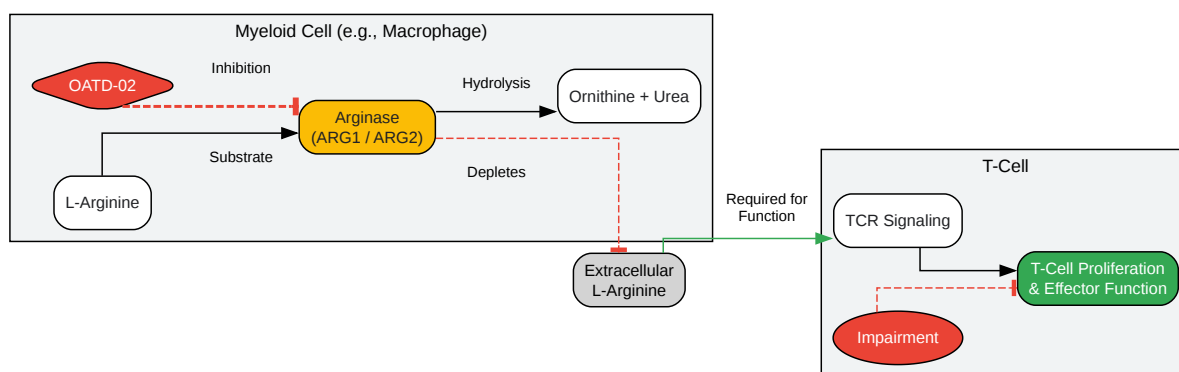 Myeloid Cell (e.g., Macrophage)
OATD-02
Inhibition
Hydrolysis
Ornithine + Urea
Arginase
(ARG1 / ARG2)
Substrate
Depletes
L-Arginine
T-Cell
Required for
Function
TCR Signaling
Extracellular
L-Arginine
T-Cell Proliferation
& Effector Function
Impairment